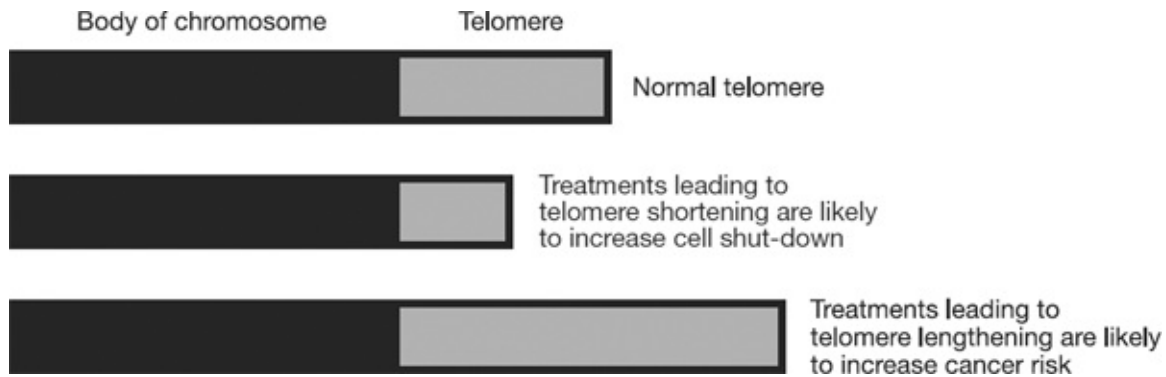 Body of chromosome
Telomere
Normal telomere
Treatments leading to
telomere shortening are likely
to increase cell shut-down
Treatments leading to
telomere lengthening are likely
to increase cancer risk